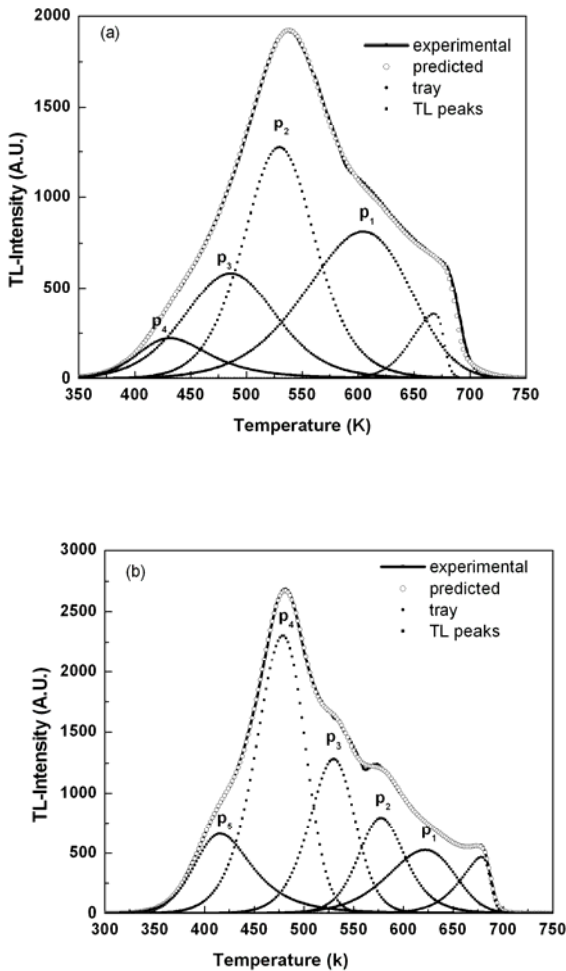 (a)
experimental
predicted
tray
TL peaks
p2
p1
p3
p4
TL-Intensity (A.U.)
2000
1500
1000
500
0
350 400 450 500 550 600 650 700 750
Temperature (K)
(b)
experimental
predicted
tray
TL peaks
p4
p3
p2
p1
p5
TL-Intensity (A.U.)
3000
2500
2000
1500
1000
500
0
300 350 400 450 500 550 600 650 700 750
Temperature (k)